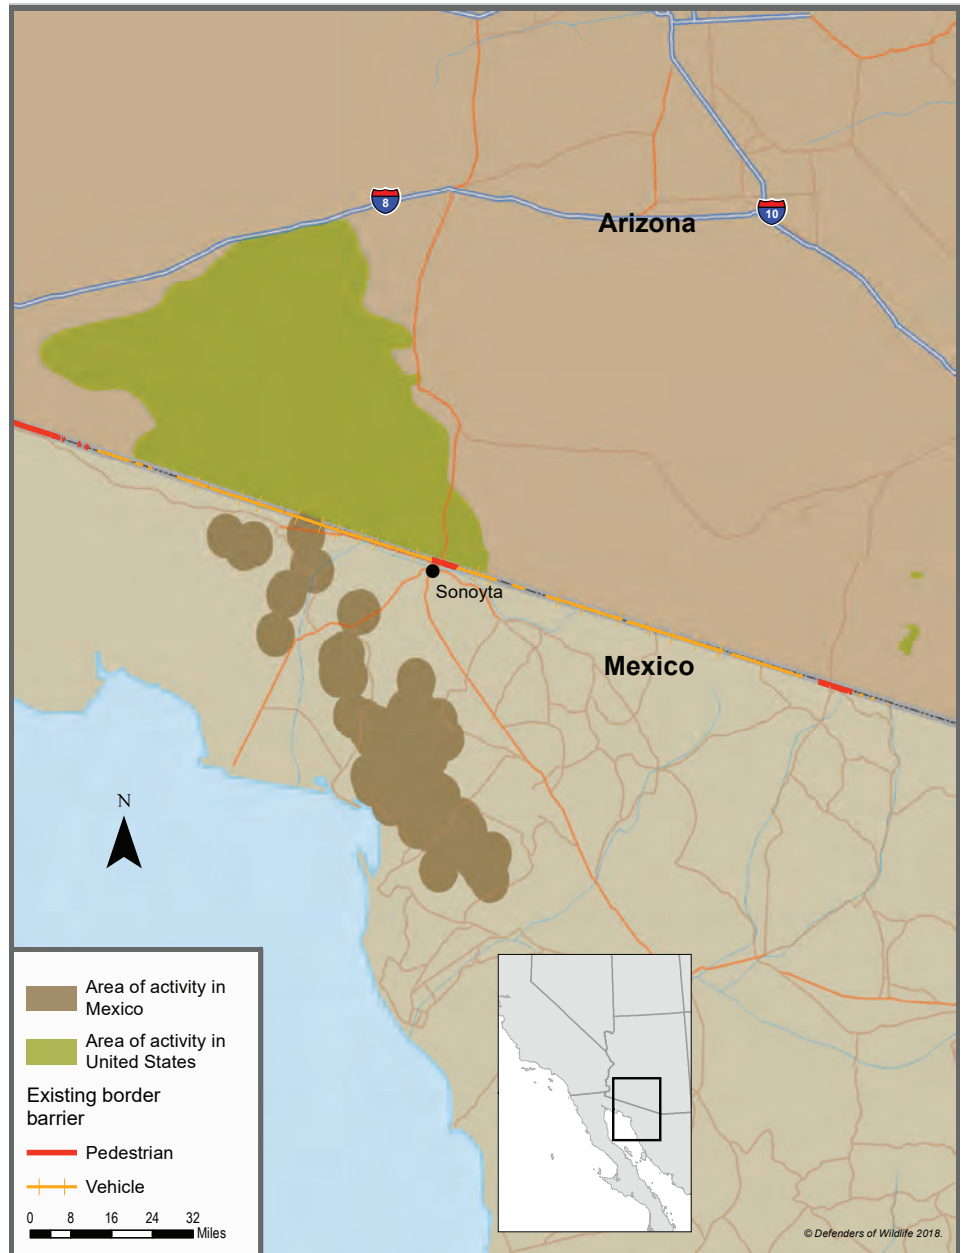 8
10
Arizona
Sonoyta
Mexico
N
Area of activity in
Mexico
Area of activity in
United States
Existing border
barrier
Pedestrian
Vehicle
0 8 16 24 32
Miles
© Defenders of Wildlife 2018.